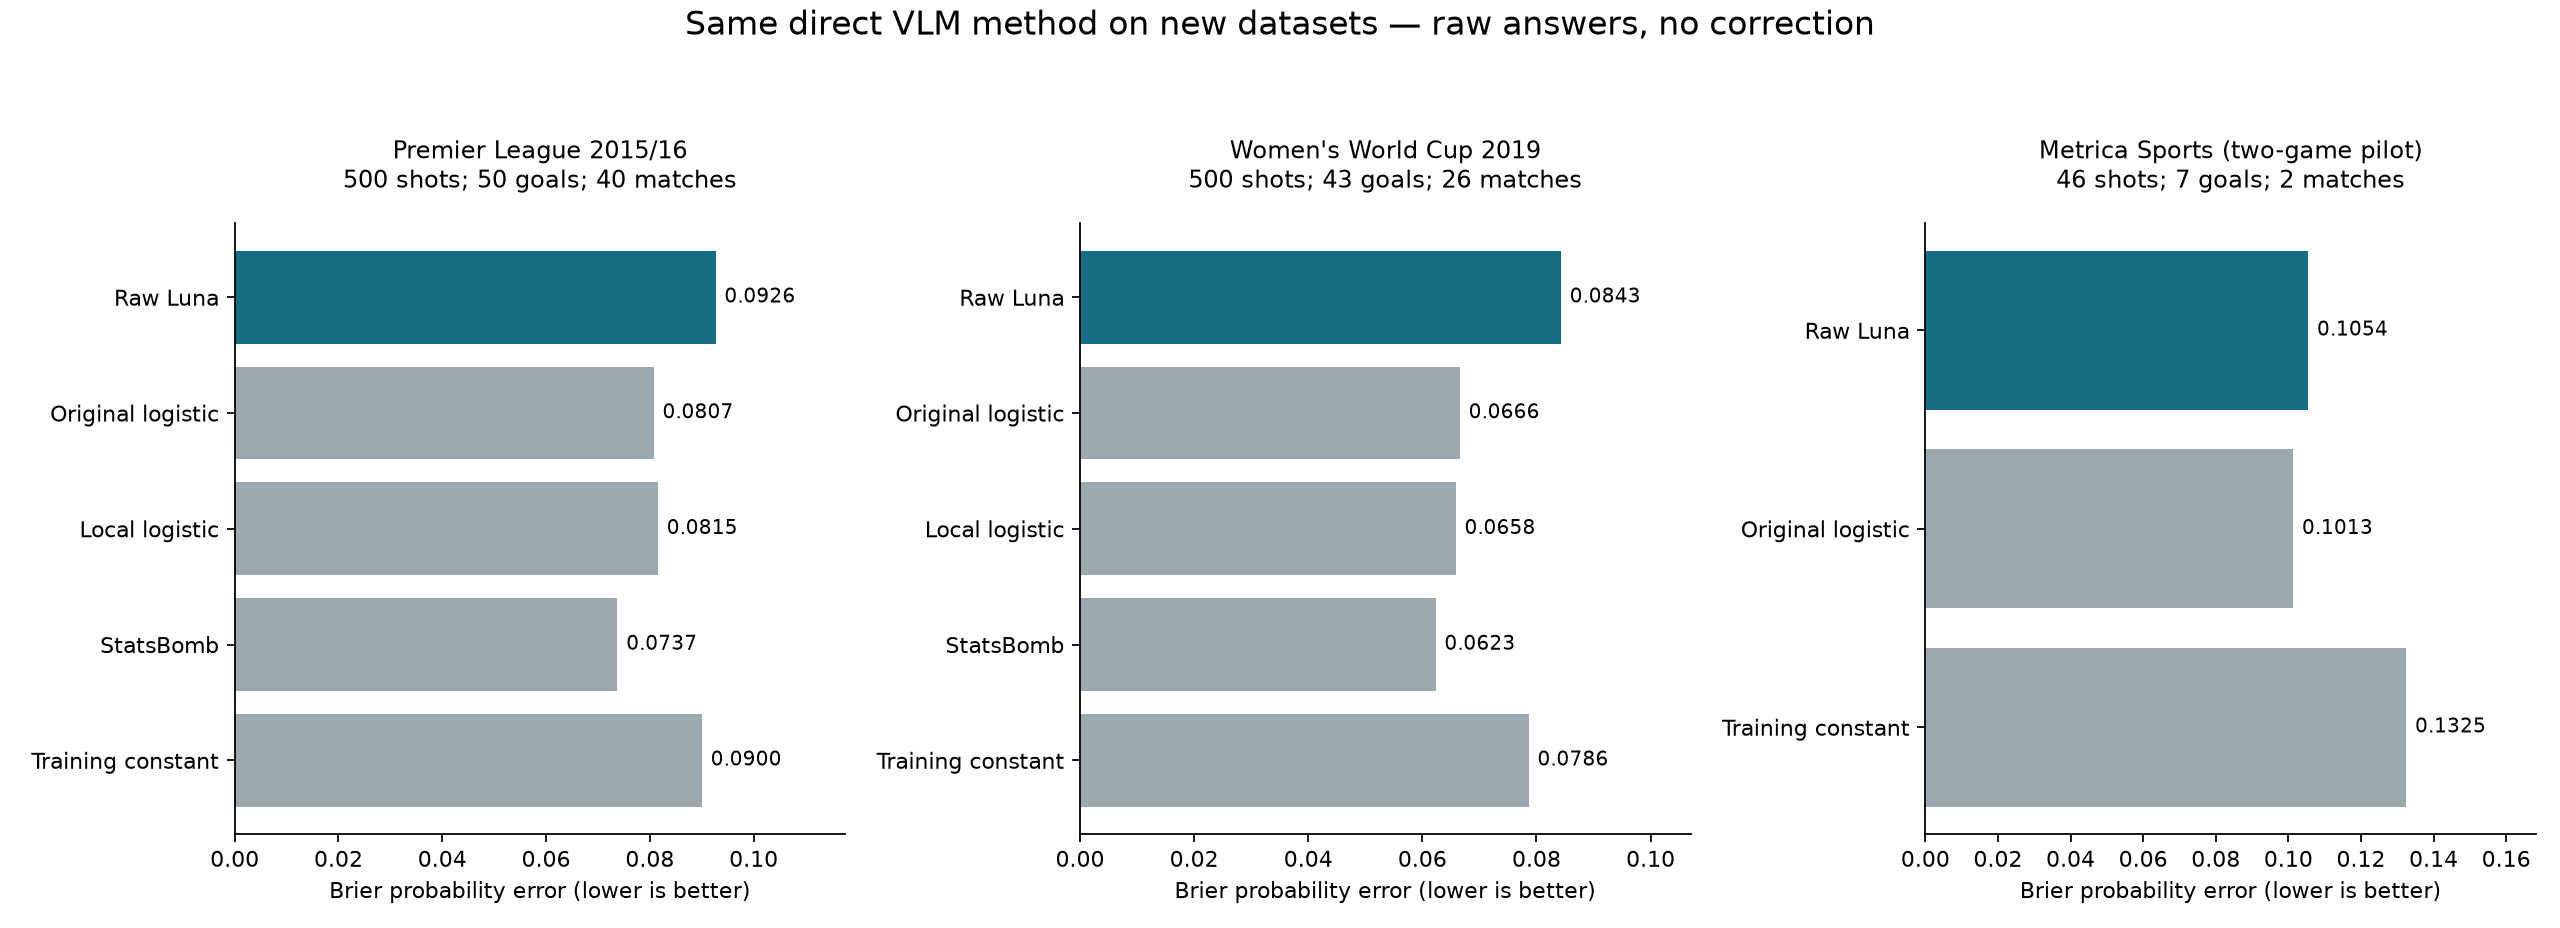 Same direct VLM method on new datasets — raw answers, no correction
Premier League 2015/16
500 shots; 50 goals; 40 matches
Raw Luna
0.0926
Original logistic
0.0807
Local logistic
0.0815
StatsBomb
0.0737
Training constant
0.0900
0.00 0.02 0.04 0.06 0.08 0.10
Brier probability error (lower is better)
Women's World Cup 2019
500 shots; 43 goals; 26 matches
Raw Luna
0.0843
Original logistic
0.0666
Local logistic
0.0658
StatsBomb
0.0623
Training constant
0.0786
0.00 0.02 0.04 0.06 0.08 0.10
Brier probability error (lower is better)
Metrica Sports (two-game pilot)
46 shots; 7 goals; 2 matches
Raw Luna
0.1054
Original logistic
0.1013
Training constant
0.1325
0.00 0.02 0.04 0.06 0.08 0.10 0.12 0.14 0.16
Brier probability error (lower is better)